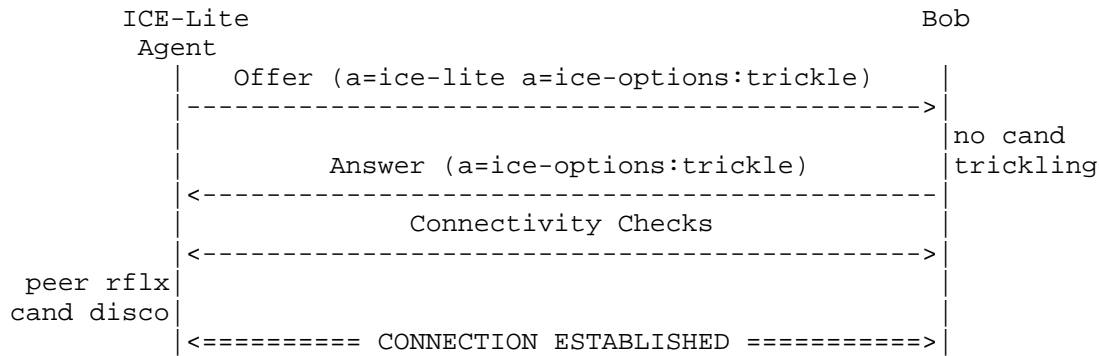 ICE-Lite Bob
Agent
| Offer (a=ice-lite a=ice-options:trickle) |
|---------------------------------------------->|
| |no cand
| Answer (a=ice-options:trickle) |trickling
|<----------------------------------------------|
| Connectivity Checks |
|<--------------------------------------------->|
peer rflx| |
cand disco| |
|<========== CONNECTION ESTABLISHED ===========>|